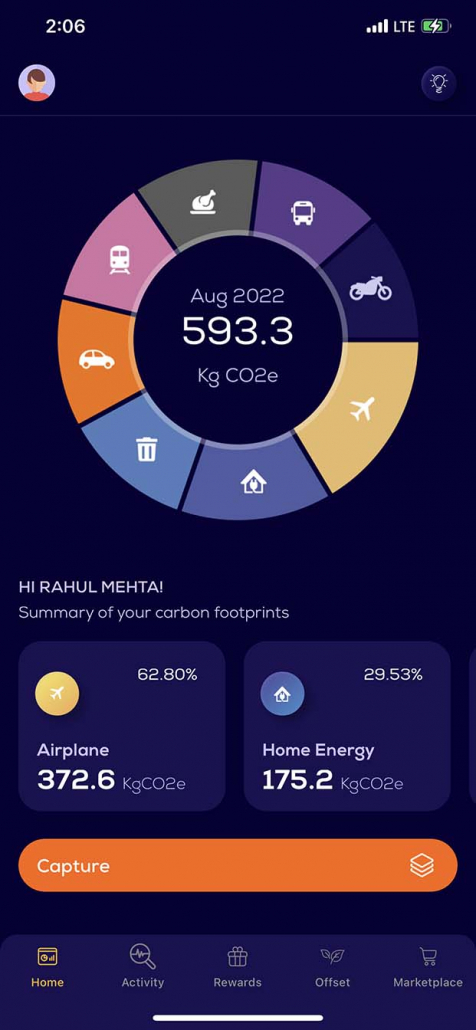 2:06
LTE
Aug 2022
593.3
Kg CO2e
HI RAHUL MEHTA!
Summary of your carbon footprints
62.80%
Airplane
372.6 KgCO2e
29.53%
Home Energy
175.2 KgCO2e
Capture
Home
Activity
Rewards
Offset
Marketplace